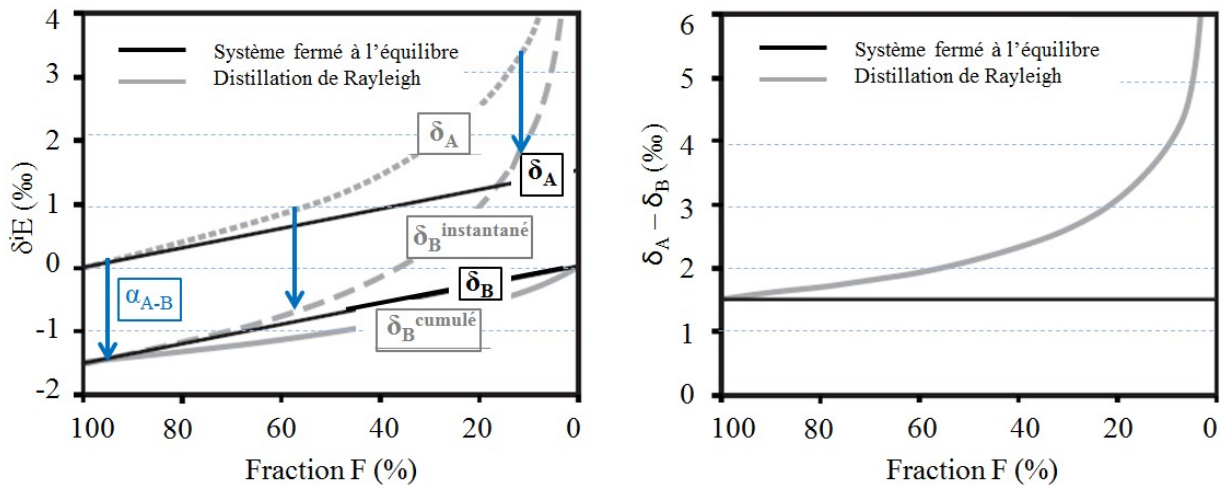 4
3
2
1
0
-1
-2
δⁱE (‰)
Système fermé à l’équilibre
Distillation de Rayleigh
δA
δA
δB instantané
δB
αA-B
δB cumulé
100 80 60 40 20 0
Fraction F (%)
6
5
4
3
2
1
0
δA – δB (‰)
Système fermé à l’équilibre
Distillation de Rayleigh
100 80 60 40 20 0
Fraction F (%)